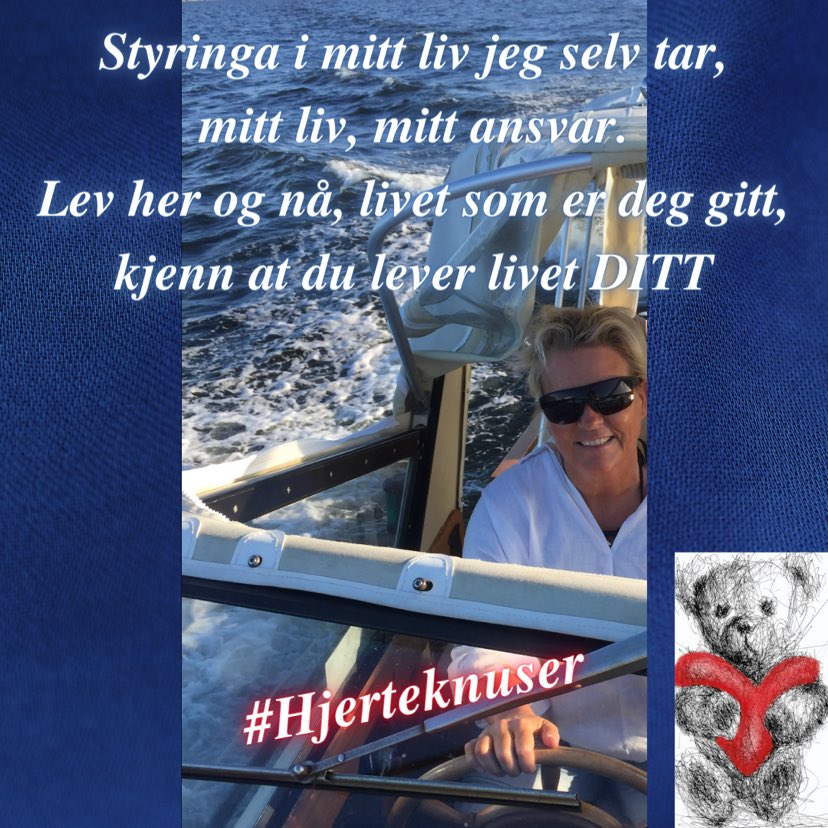 Styringa i mitt liv jeg selv tar,
mitt liv, mitt ansvar.
Lev her og nå, livet som er deg gitt,
kjenn at du lever livet DITT
#Hjerteknuser